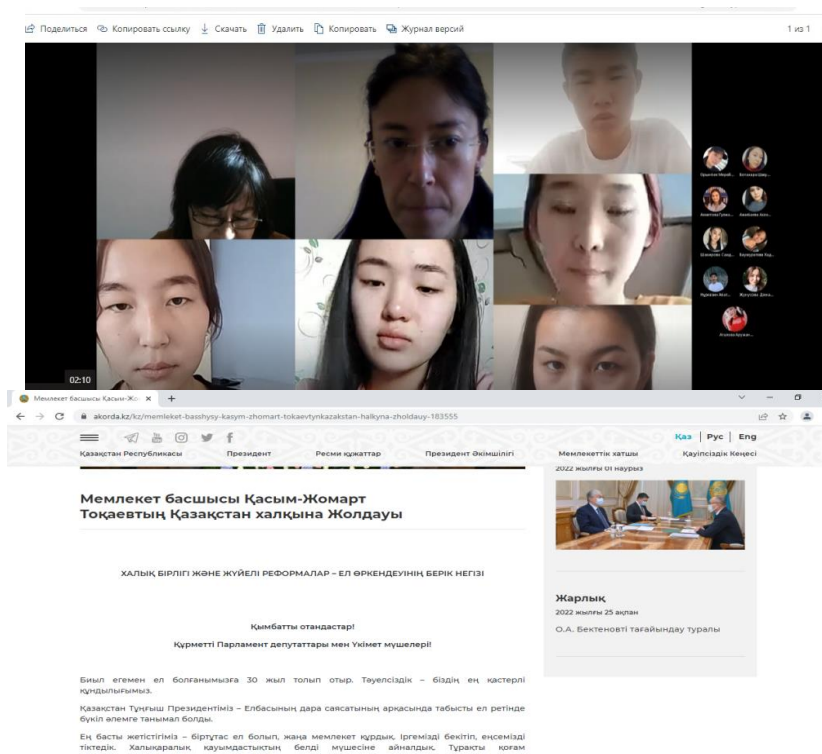 Поделиться Копировать ссылку Скачать Удалить Копировать Журнал версий 1 из 1
02:10
Мемлекет басшысы Қасым-Жо
akorda.kz/kz/memleket-basshysy-kasym-zhomart-tokaevtynkazakstan-halkyna-zholdauy-183555
Қаз | Рус | Eng
Қазақстан Республикасы Президент Ресми құжаттар Президент Әкімшілігі Мемлекеттік хатшы Қауіпсіздік Кеңесі
2022 жылғы 01 наурыз
Мемлекет басшысы Қасым-Жомарт
Тоқаевтың Қазақстан халқына Жолдауы
ХАЛЫҚ БІРЛІГІ ЖӘНЕ ЖҮЙЕЛІ РЕФОРМАЛАР – ЕЛ ӨРКЕНДЕУІНІҢ БЕРІК НЕГІЗІ
Жарлық
2022 жылғы 25 ақпан
О.А. Бектеновті тағайындау туралы
Қымбатты отандастар!
Құрметті Парламент депутаттары мен Үкімет мүшелері!
Биыл егемен ел болғанымызға 30 жыл толып отыр. Тәуелсіздік – біздің ең қастерлі
құндылығымыз.
Қазақстан Тұңғыш Президентіміз – Елбасының дара саясатының арқасында табысты ел ретінде
бүкіл әлемге танымал болды.
Ең басты жетістігіміз – біртұтас ел болып, жаңа мемлекет құрдық. Іргемізді бекітіп, еңсемізді
тіктедік. Халықаралық қауымдастықтың белді мүшесіне айналдық. Тұрақты қоғам